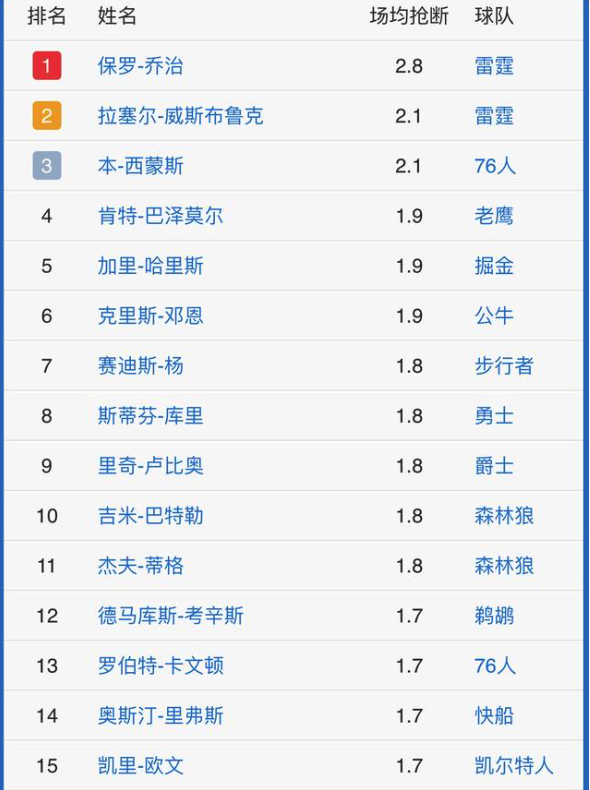 排名 姓名 场均抢断 球队
1 保罗-乔治 2.8 雷霆
2 拉塞尔-威斯布鲁克 2.1 雷霆
3 本-西蒙斯 2.1 76人
4 肯特-巴泽莫尔 1.9 老鹰
5 加里-哈里斯 1.9 掘金
6 克里斯-邓恩 1.9 公牛
7 赛迪斯-杨 1.8 步行者
8 斯蒂芬-库里 1.8 勇士
9 里奇-卢比奥 1.8 爵士
10 吉米-巴特勒 1.8 森林狼
11 杰夫-蒂格 1.8 森林狼
12 德马库斯-考辛斯 1.7 鹈鹕
13 罗伯特-卡文顿 1.7 76人
14 奥斯汀-里弗斯 1.7 快船
15 凯里-欧文 1.7 凯尔特人